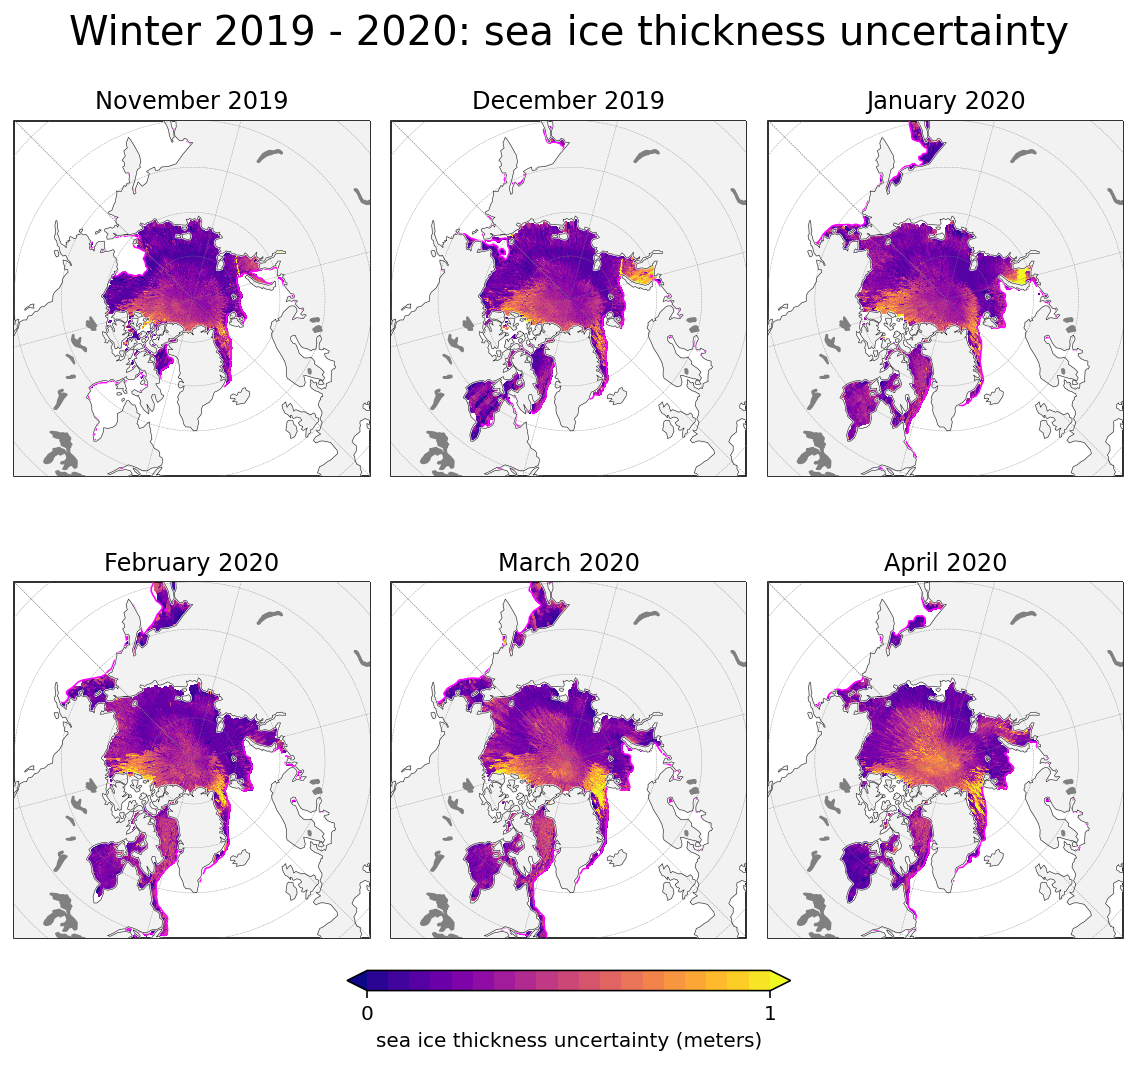 Winter 2019 - 2020: sea ice thickness uncertainty
November 2019
December 2019
January 2020
February 2020
March 2020
April 2020
0
1
sea ice thickness uncertainty (meters)